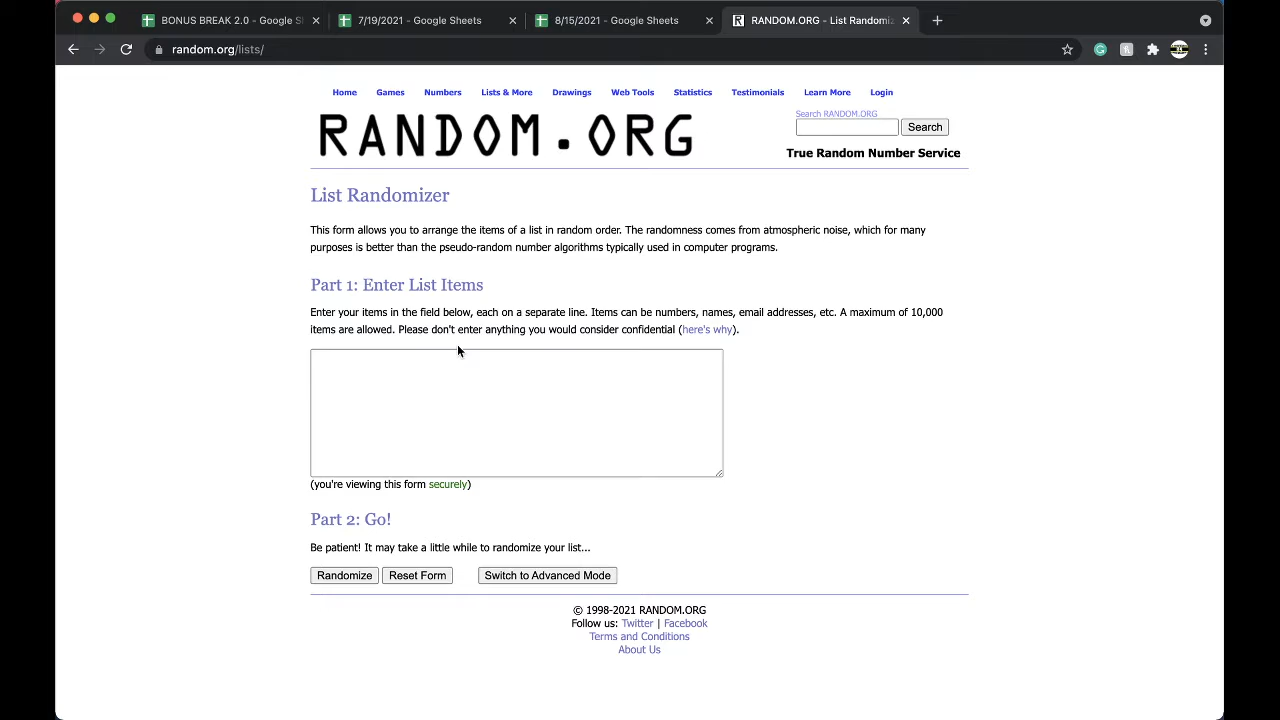 BONUS BREAK 2.0 - Google S
7/19/2021 - Google Sheets
8/15/2021 - Google Sheets
RANDOM.ORG - List Randomiz
random.org/lists/
Home Games Numbers Lists & More Drawings Web Tools Statistics Testimonials Learn More Login
RANDOM.ORG
Search RANDOM.ORG
Search
True Random Number Service
List Randomizer
This form allows you to arrange the items of a list in random order. The randomness comes from atmospheric noise, which for many
purposes is better than the pseudo-random number algorithms typically used in computer programs.
Part 1: Enter List Items
Enter your items in the field below, each on a separate line. Items can be numbers, names, email addresses, etc. A maximum of 10,000
items are allowed. Please don't enter anything you would consider confidential (here's why).
(you're viewing this form securely)
Part 2: Go!
Be patient! It may take a little while to randomize your list...
Randomize Reset Form Switch to Advanced Mode
© 1998-2021 RANDOM.ORG
Follow us: Twitter | Facebook
Terms and Conditions
About Us